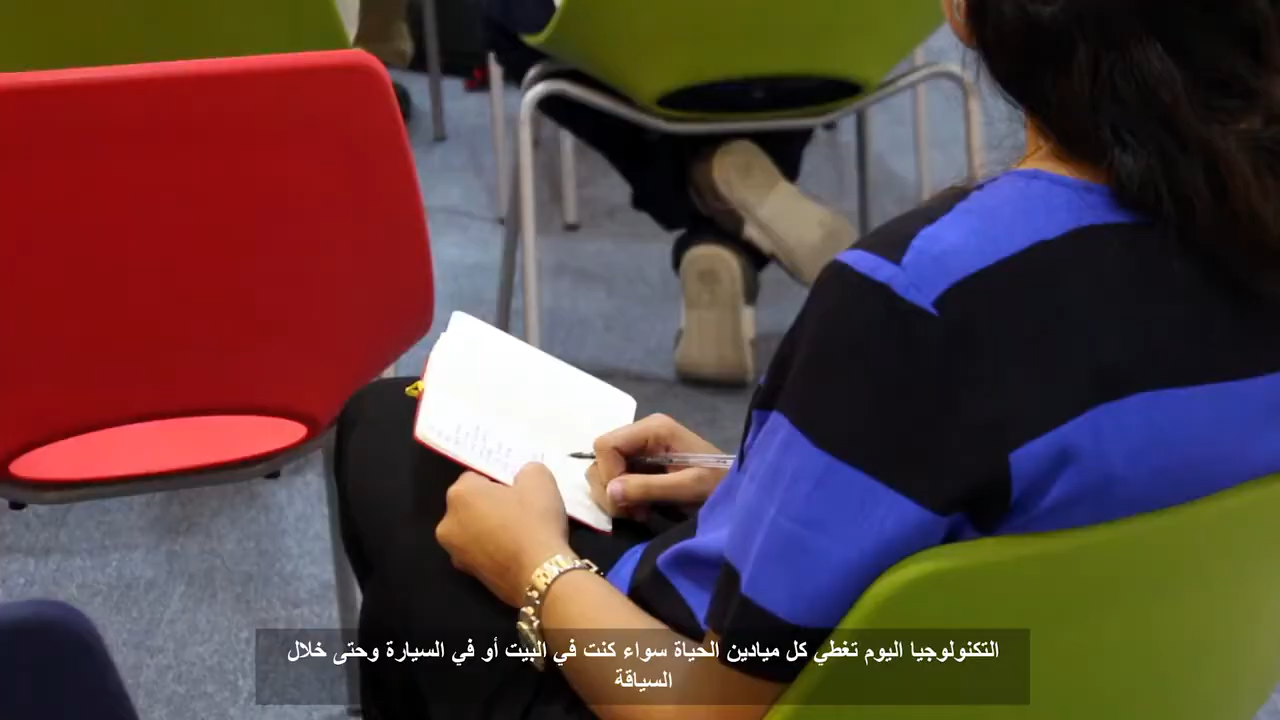 التكنولوجيا اليوم تغطي كل ميادين الحياة سواء كنت في البيت أو في السيارة وحتى خلال
السياقة